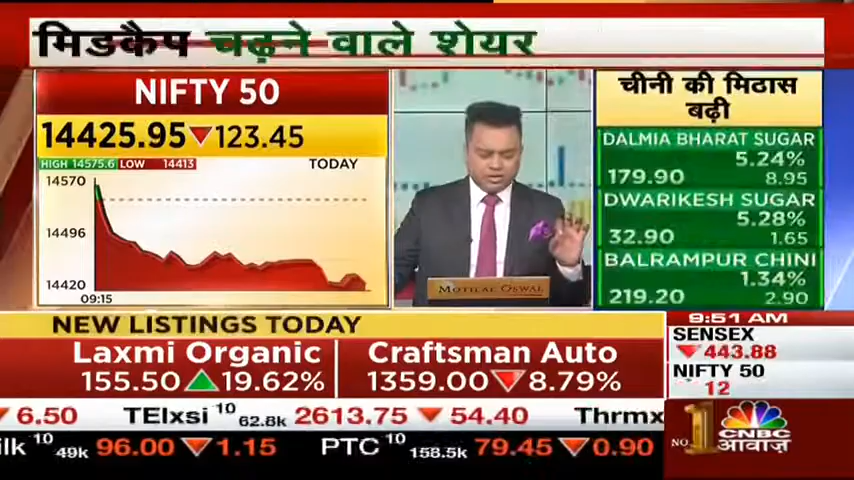 मिडकैप चढ़ने वाले शेयर
NIFTY 50
14425.95 123.45
HIGH 14575.6 LOW 14413 TODAY
14570
14496
14420
09:15
MOTILAL OSWAL
चीनी की मिठास
बढ़ी
DALMIA BHARAT SUGAR
5.24%
179.90 8.95
DWARIKESH SUGAR
5.28%
32.90 1.65
BALRAMPUR CHINI
1.34%
219.20 2.90
NEW LISTINGS TODAY
Laxmi Organic
155.50 19.62%
Craftsman Auto
1359.00 8.79%
9:51 AM
SENSEX
443.88
NIFTY 50
12
6.50 TElxsi 10 62.8k 2613.75 54.40 Thrmx
ilk 10 49k 96.00 1.15 PTC 10 158.5k 79.45 0.90
NO 1
CNBC
आवाज़